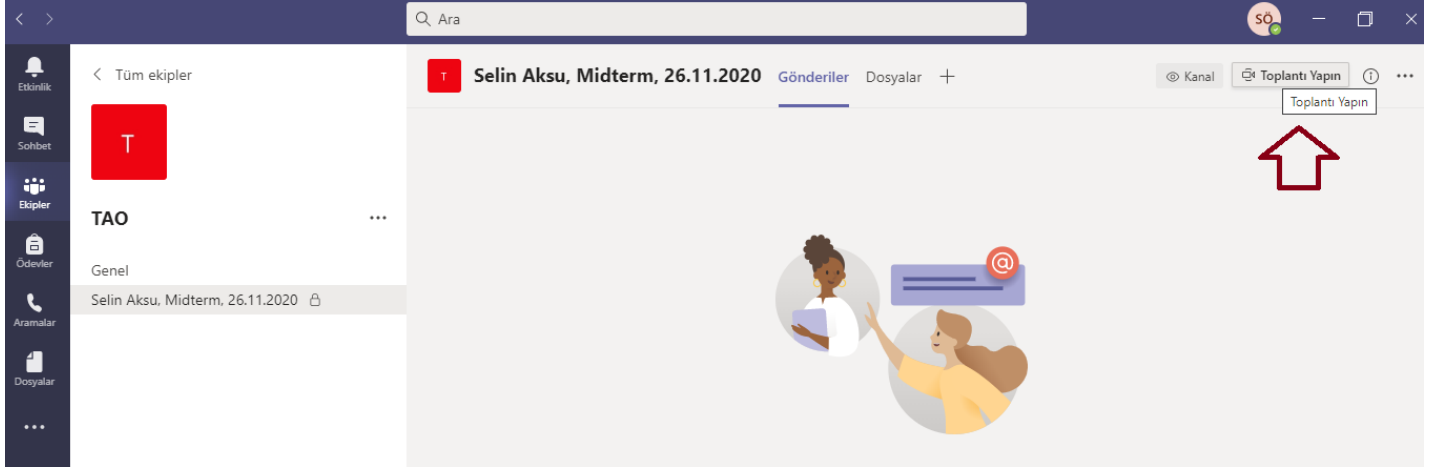 Ara
SÖ
Etkinlik
Sohbet
Ekipler
Ödevler
Aramalar
Dosyalar
Tüm ekipler
T
TAO
Genel
Selin Aksu, Midterm, 26.11.2020
T
Selin Aksu, Midterm, 26.11.2020 Gönderiler Dosyalar +
Kanal Toplantı Yapın
Toplantı Yapın
@